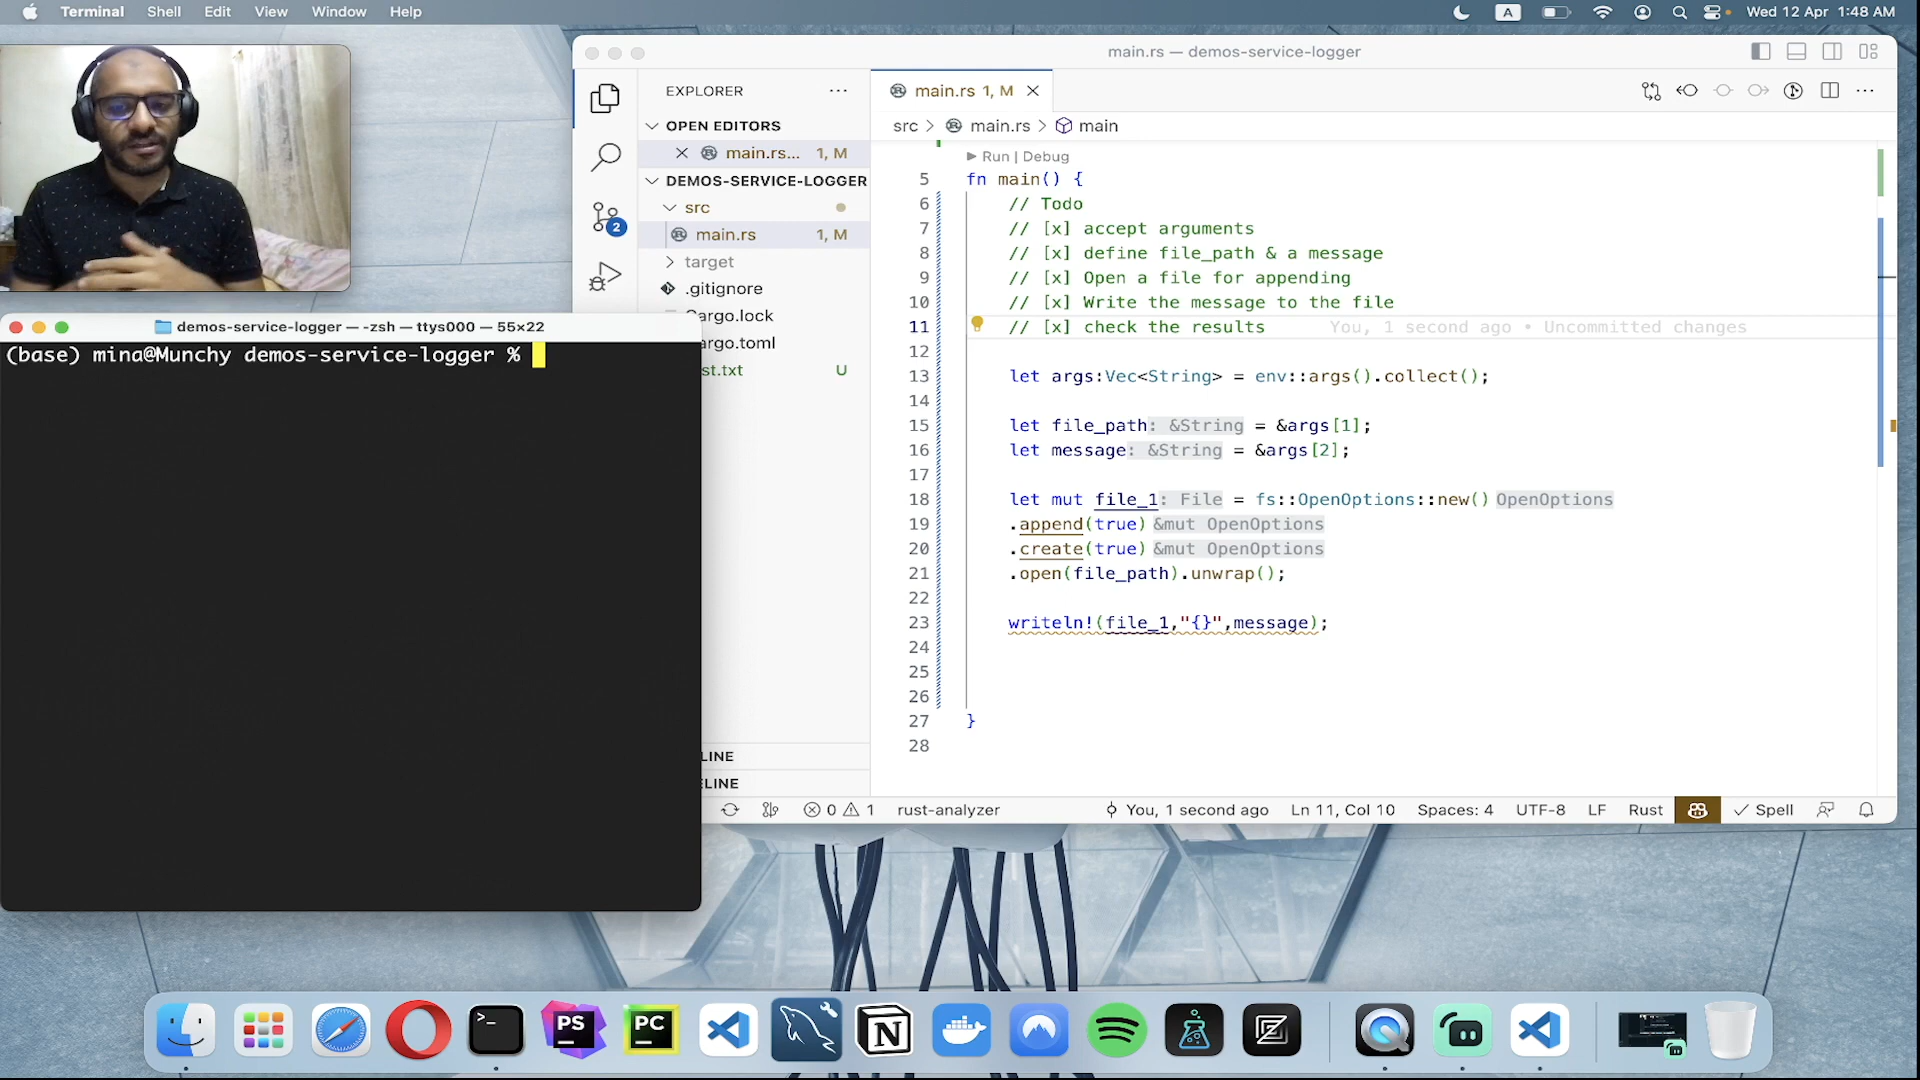 Terminal Shell Edit View Window Help
A Wed 12 Apr 1:48 AM
main.rs — demos-service-logger
EXPLORER
OPEN EDITORS
main.rs... 1, M
DEMOS-SERVICE-LOGGER
src
main.rs 1, M
target
.gitignore
Cargo.lock
argo.toml
st.txt U
LINE
ELINE
2
main.rs 1, M
src > main.rs > main
Run | Debug
5 fn main() {
6 // Todo
7 // [x] accept arguments
8 // [x] define file_path & a message
9 // [x] Open a file for appending
10 // [x] Write the message to the file
11 // [x] check the results You, 1 second ago • Uncommitted changes
12
13 let args:Vec<String> = env::args().collect();
14
15 let file_path: &String = &args[1];
16 let message: &String = &args[2];
17
18 let mut file_1: File = fs::OpenOptions::new() OpenOptions
19 .append(true) &mut OpenOptions
20 .create(true) &mut OpenOptions
21 .open(file_path).unwrap();
22
23 writeln!(file_1,"{}",message);
24
25
26
27 }
28
0 1 rust-analyzer You, 1 second ago Ln 11, Col 10 Spaces: 4 UTF-8 LF Rust Spell
demos-service-logger — -zsh — ttys000 — 55×22
(base) mina@Munchy demos-service-logger %
>_ PS PC N Z